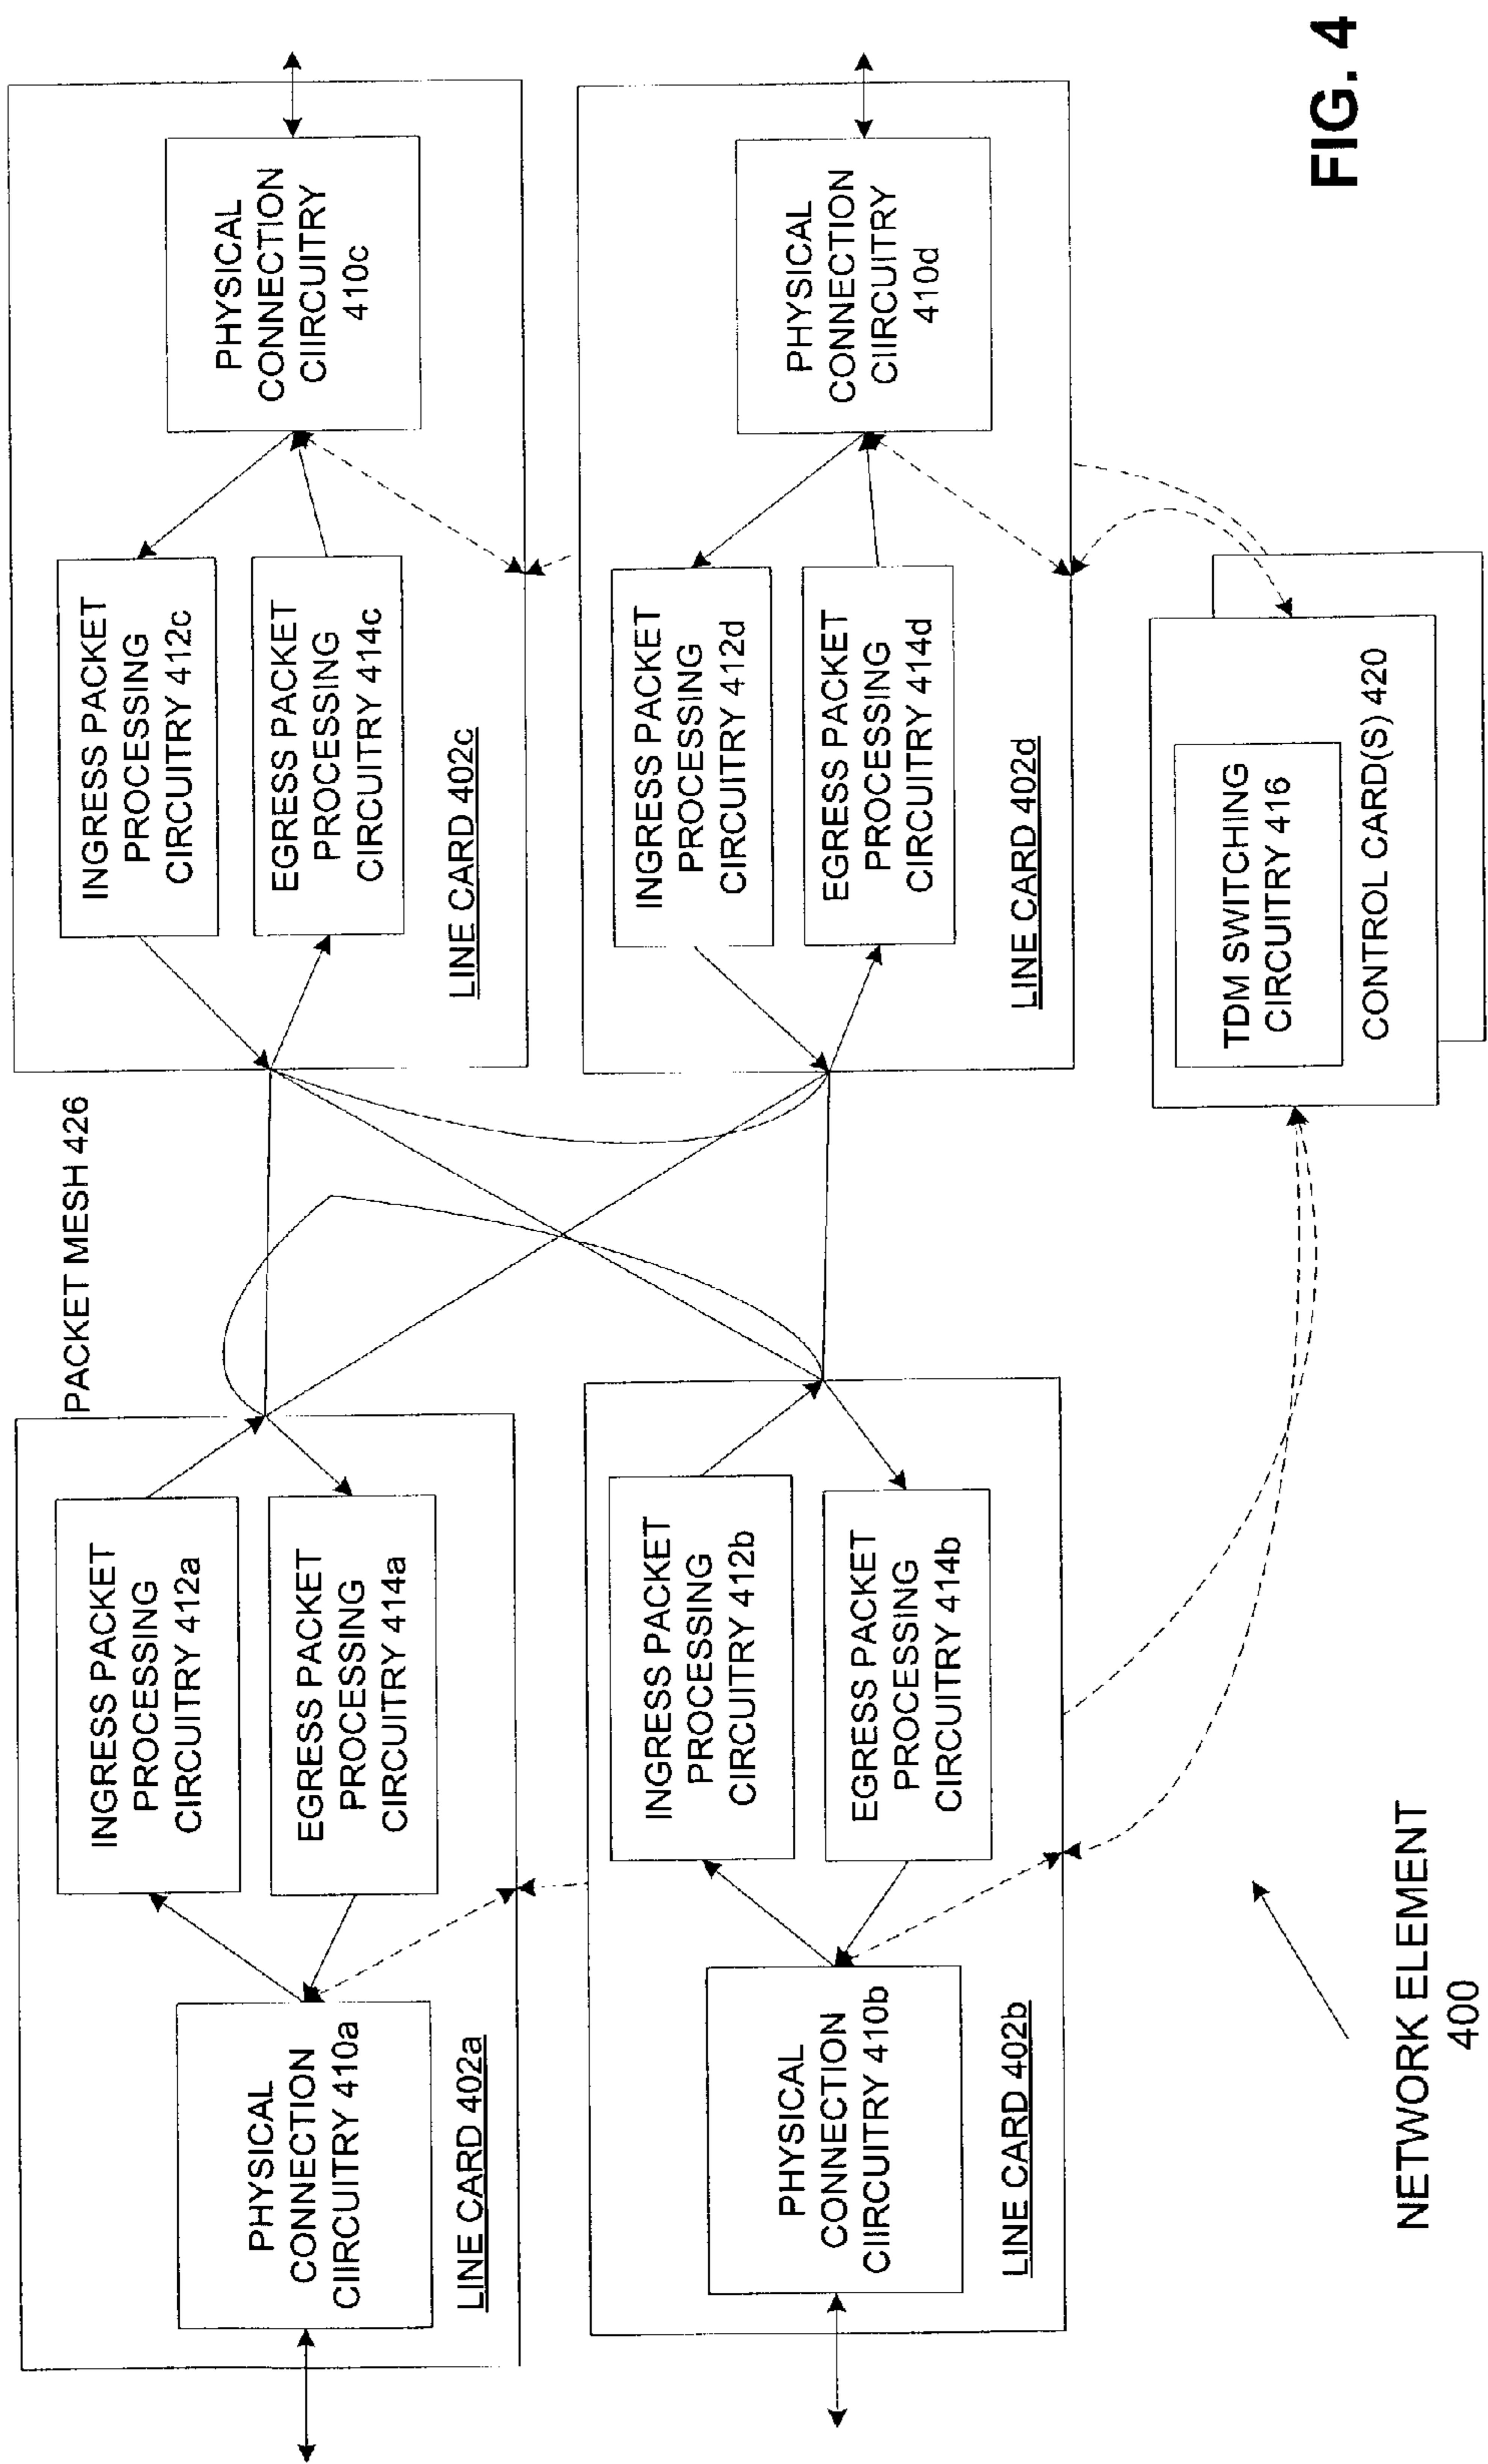 PACKET MESH 426
PHYSICAL
CONNECTION
CIIRCUITRY 410a
INGRESS PACKET
PROCESSING
CIRCUITRY 412a
EGRESS PACKET
PROCESSING
CIRCUITRY 414a
LINE CARD 402a
INGRESS PACKET
PROCESSING
CIRCUITRY 412c
EGRESS PACKET
PROCESSING
CIRCUITRY 414c
PHYSICAL
CONNECTION
CIIRCUITRY
410c
LINE CARD 402c
PHYSICAL
CONNECTION
CIIRCUITRY 410b
INGRESS PACKET
PROCESSING
CIRCUITRY 412b
EGRESS PACKET
PROCESSING
CIRCUITRY 414b
LINE CARD 402b
INGRESS PACKET
PROCESSING
CIRCUITRY 412d
EGRESS PACKET
PROCESSING
CIRCUITRY 414d
PHYSICAL
CONNECTION
CIIRCUITRY
410d
LINE CARD 402d
TDM SWITCHING
CIRCUITRY 416
CONTROL CARD(S) 420
NETWORK ELEMENT
400
FIG. 4